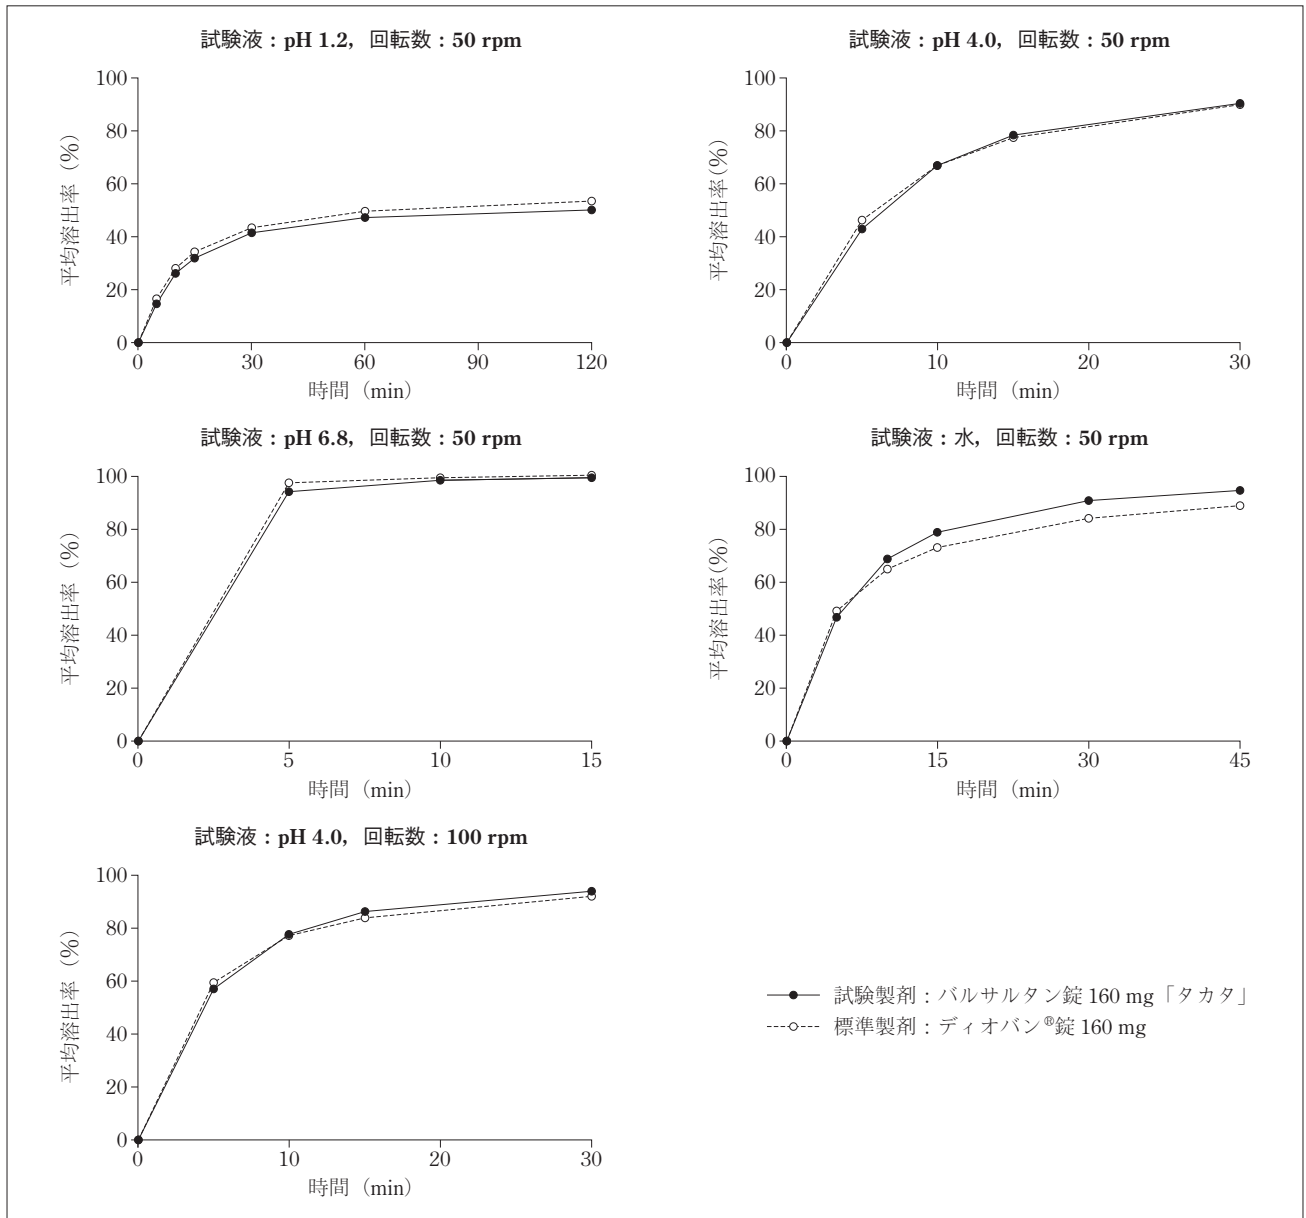 試験液：pH 1.2, 回転数：50 rpm
100
80
60
40
20
0
平均溶出率 (%)
0 30 60 90 120
時間 (min)
試験液：pH 4.0, 回転数：50 rpm
100
80
60
40
20
0
平均溶出率(%)
0 10 20 30
時間 (min)
試験液：pH 6.8, 回転数：50 rpm
100
80
60
40
20
0
平均溶出率 (%)
0 5 10 15
時間 (min)
試験液：水, 回転数：50 rpm
100
80
60
40
20
0
平均溶出率(%)
0 15 30 45
時間 (min)
試験液：pH 4.0, 回転数：100 rpm
100
80
60
40
20
0
平均溶出率 (%)
0 10 20 30
時間 (min)
試験製剤：バルサルタン錠 160 mg「タカタ」
標準製剤：ディオバン®錠 160 mg